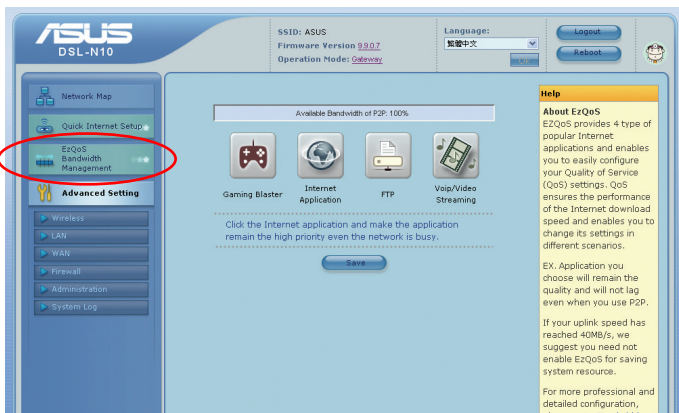 ASUS
DSL-N10
SSID: ASUS
Firmware Version 9.9.0.7
Operation Mode: Gateway
Language:
繁體中文
Logout
Reboot
Network Map
Quick Internet Setup
EzQoS
Bandwidth
Management
Advanced Setting
Wireless
LAN
WAN
Firewall
Administration
System Log
Available Bandwidth of P2P: 100%
Gaming Blaster
Internet
Application
FTP
Voip/Video
Streaming
Click the Internet application and make the application
remain the high priority even the network is busy.
Save
Help
About EzQoS
EZQoS provides 4 type of
popular Internet
applications and enables
you to easily configure
your Quality of Service
(QoS) settings. QoS
ensures the performance
of the Internet download
speed and enables you to
change its settings in
different scenarios.
EX. Application you
choose will remain the
quality and will not lag
even when you use P2P.
If your uplink speed has
reached 40MB/s, we
suggest you need not
enable EzQoS for saving
system resource.
For more professional and
detailed configuration,